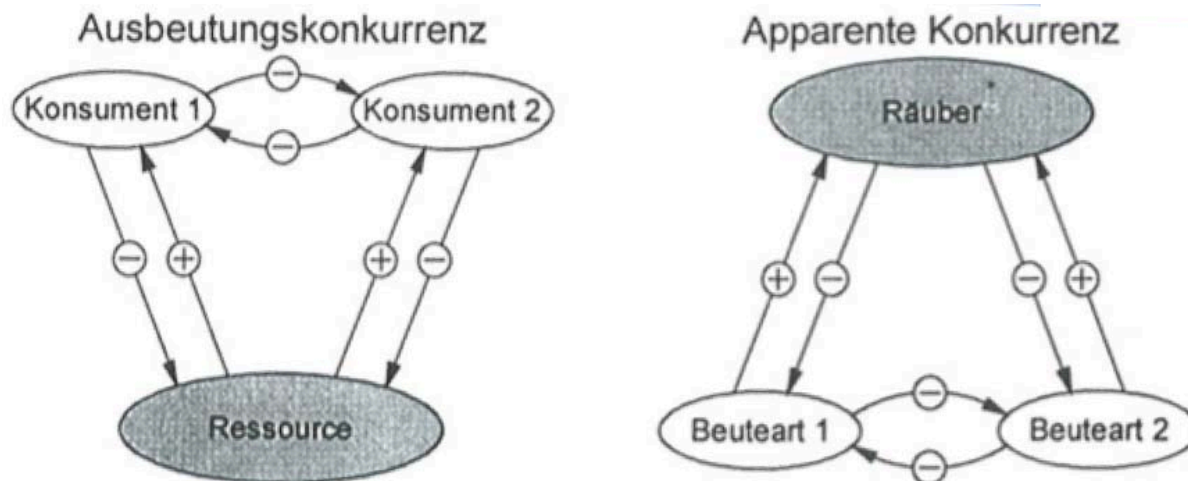 Ausbeutungskonkurrenz
Konsument 1
Konsument 2
−
−
−
+
+
−
Ressource
Apparente Konkurrenz
Räuber
+
−
−
+
Beuteart 1
Beuteart 2
−
−